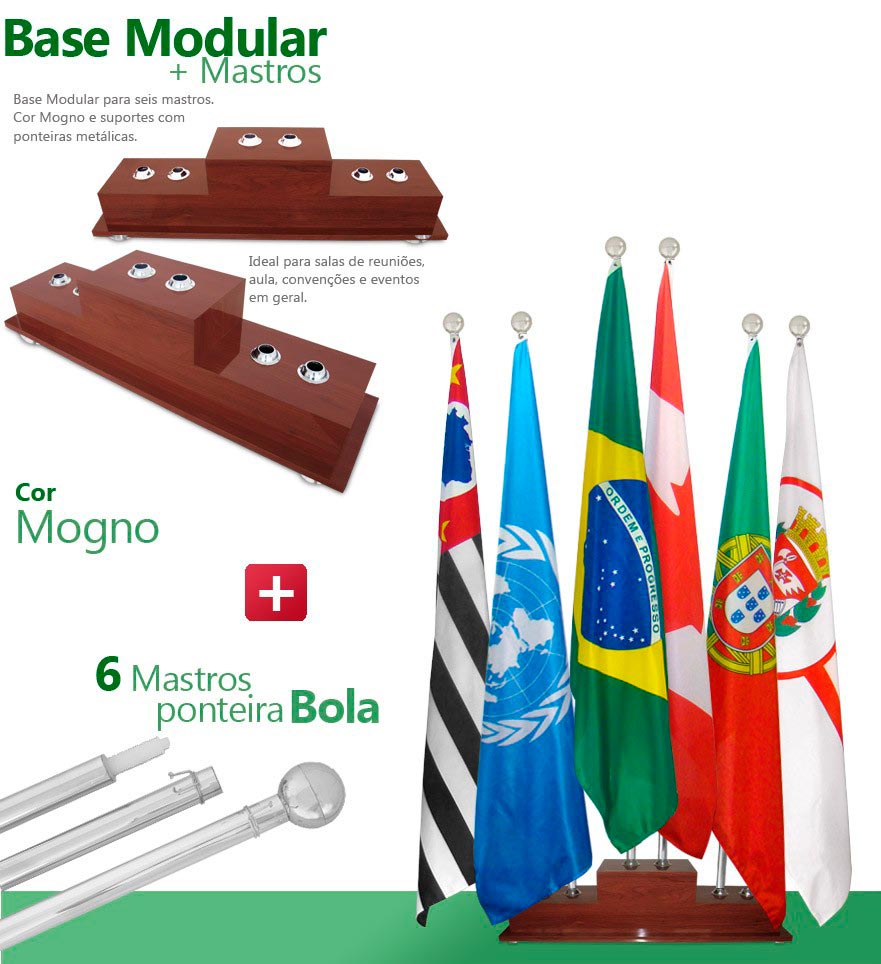 Base Modular
+ Mastros
Base Modular para seis mastros.
Cor Mogno e suportes com
ponteiras metálicas.
Ideal para salas de reuniões,
aula, convenções e eventos
em geral.
Cor
Mogno
+
6 Mastros
ponteira Bola
ORDEM E PROGRESSO